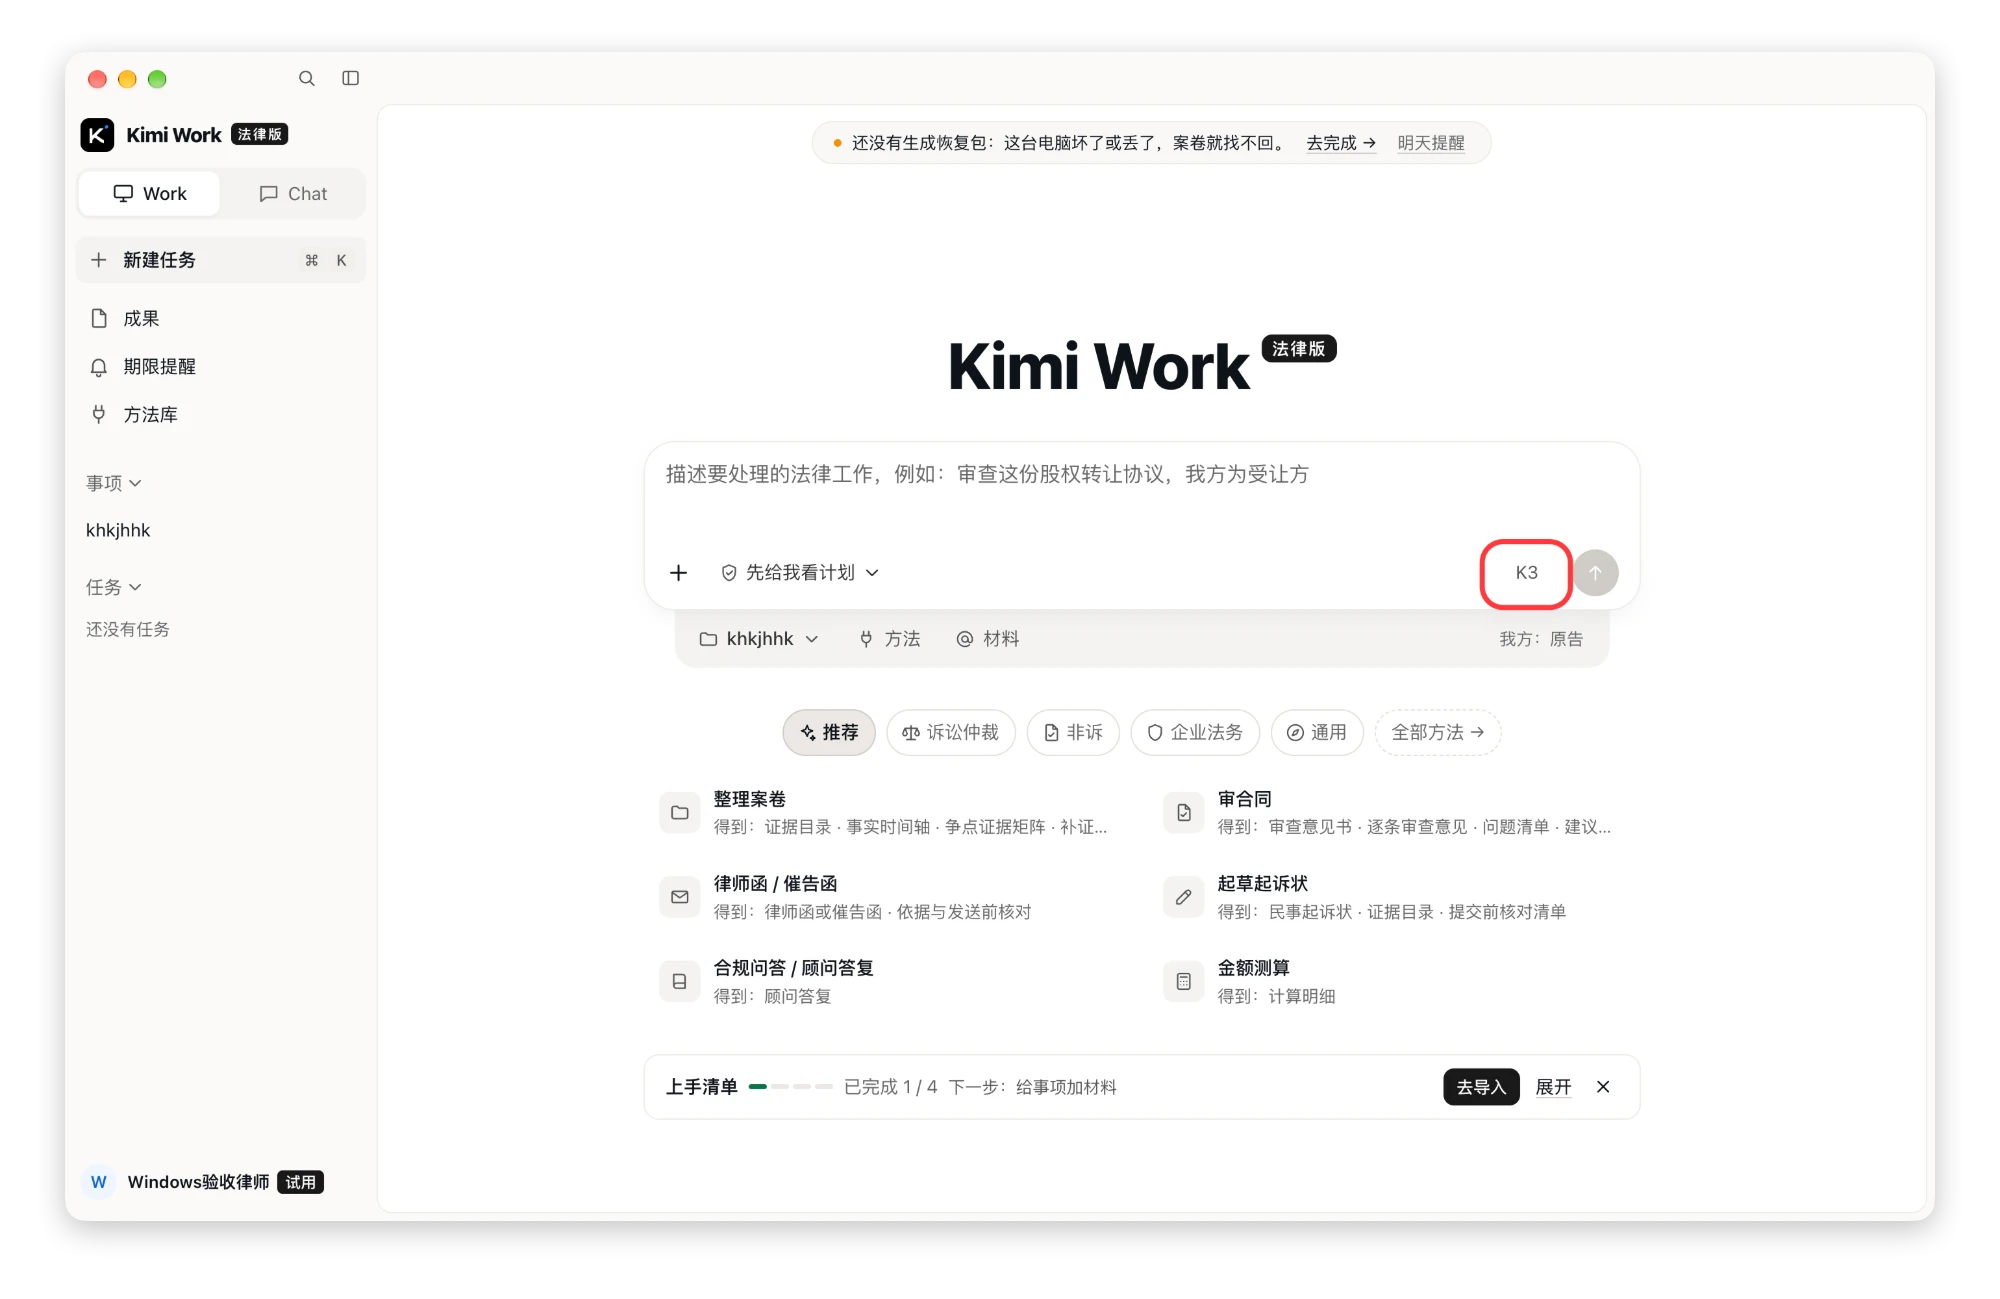 Kimi Work 法律版
Work Chat
新建任务 ⌘ K
成果
期限提醒
方法库
事项
khkjhhk
任务
还没有任务
Windows验收律师 试用
还没有生成恢复包：这台电脑坏了或丢了，案卷就找不回。 去完成 → 明天提醒
Kimi Work 法律版
描述要处理的法律工作，例如：审查这份股权转让协议，我方为受让方
先给我看计划 K3
khkjhhk 方法 材料 我方：原告
推荐 诉讼仲裁 非诉 企业法务 通用 全部方法 →
整理案卷
得到：证据目录 · 事实时间轴 · 争点证据矩阵 · 补证...
审合同
得到：审查意见书 · 逐条审查意见 · 问题清单 · 建议...
律师函 / 催告函
得到：律师函或催告函 · 依据与发送前核对
起草起诉状
得到：民事起诉状 · 证据目录 · 提交前核对清单
合规问答 / 顾问答复
得到：顾问答复
金额测算
得到：计算明细
上手清单 已完成 1 / 4 下一步：给事项加材料 去导入 展开